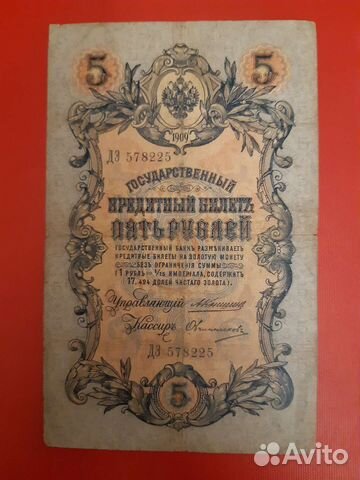 5 5
1909
ДЗ 578225
ГОСУДАРСТВЕННЫЙ
КРЕДИТНЫЙ БИЛЕТЪ
ПЯТЬ РУБЛЕЙ
ГОСУДАРСТВЕННЫЙ БАНКЪ РАЗМѢНИВАЕТЪ
КРЕДИТНЫЕ БИЛЕТЫ НА ЗОЛОТУЮ МОНЕТУ
БЕЗЪ ОГРАНИЧЕНІЯ СУММЫ
(1 РУБЛЬ = 1/15 ИМПЕРІАЛА, СОДЕРЖИТЪ
17,424 ДОЛЕЙ ЧИСТАГО ЗОЛОТА).
Управляющій
Кассиръ
ДЗ 578225
5
Avito